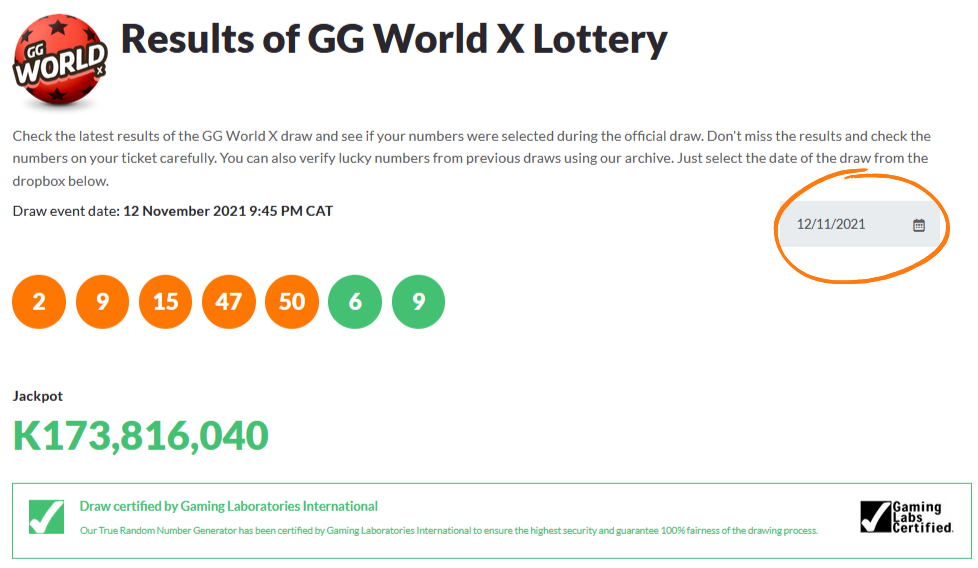 GG
WORLD
X
Results of GG World X Lottery
Check the latest results of the GG World X draw and see if your numbers were selected during the official draw. Don't miss the results and check the
numbers on your ticket carefully. You can also verify lucky numbers from previous draws using our archive. Just select the date of the draw from the
dropbox below.
Draw event date: 12 November 2021 9:45 PM CAT
12/11/2021
2 9 15 47 50 6 9
Jackpot
K173,816,040
Draw certified by Gaming Laboratories International
Our True Random Number Generator has been certified by Gaming Laboratories International to ensure the highest security and guarantee 100% fairness of the drawing process.
Gaming
Labs
Certified.